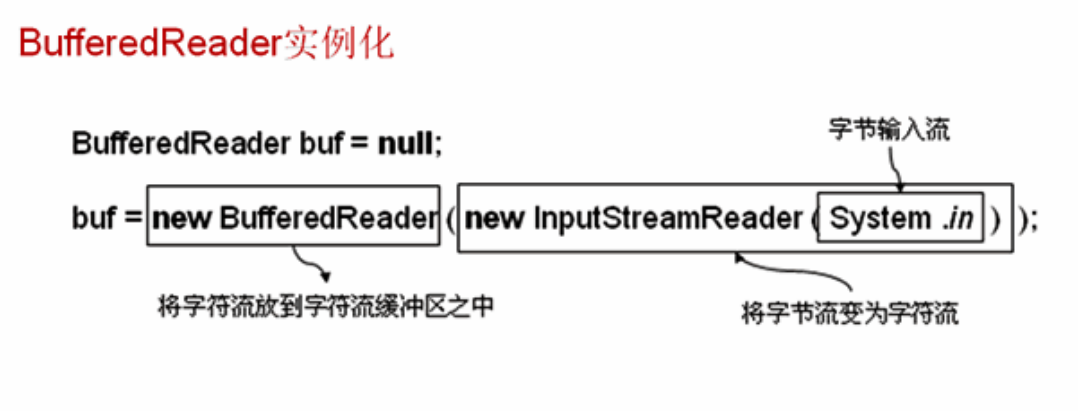 BufferedReader实例化
字节输入流
BufferedReader buf = null;
buf = new BufferedReader ( new InputStreamReader ( System .in ) );
将字符流放到字符流缓冲区之中
将字节流变为字符流